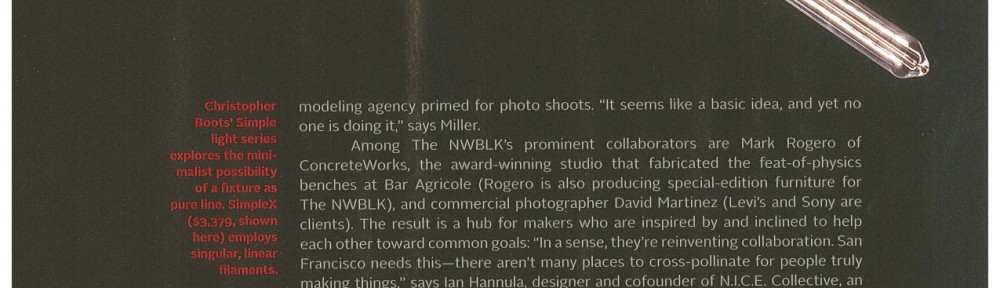 Christopher
Boots' Simple
light series
explores the mini-
malist possibility
of a fixture as
pure line. SimpleX
($3,379, shown
here) employs
singular, linear
filaments.
modeling agency primed for photo shoots. “It seems like a basic idea, and yet no
one is doing it,” says Miller.
Among The NWBLK’s prominent collaborators are Mark Rogero of
ConcreteWorks, the award-winning studio that fabricated the feat-of-physics
benches at Bar Agricole (Rogero is also producing special-edition furniture for
The NWBLK), and commercial photographer David Martinez (Levi’s and Sony are
clients). The result is a hub for makers who are inspired by and inclined to help
each other toward common goals: “In a sense, they’re reinventing collaboration. San
Francisco needs this—there aren’t many places to cross-pollinate for people truly
making things,” says Ian Hannula, designer and cofounder of N.I.C.E. Collective, an